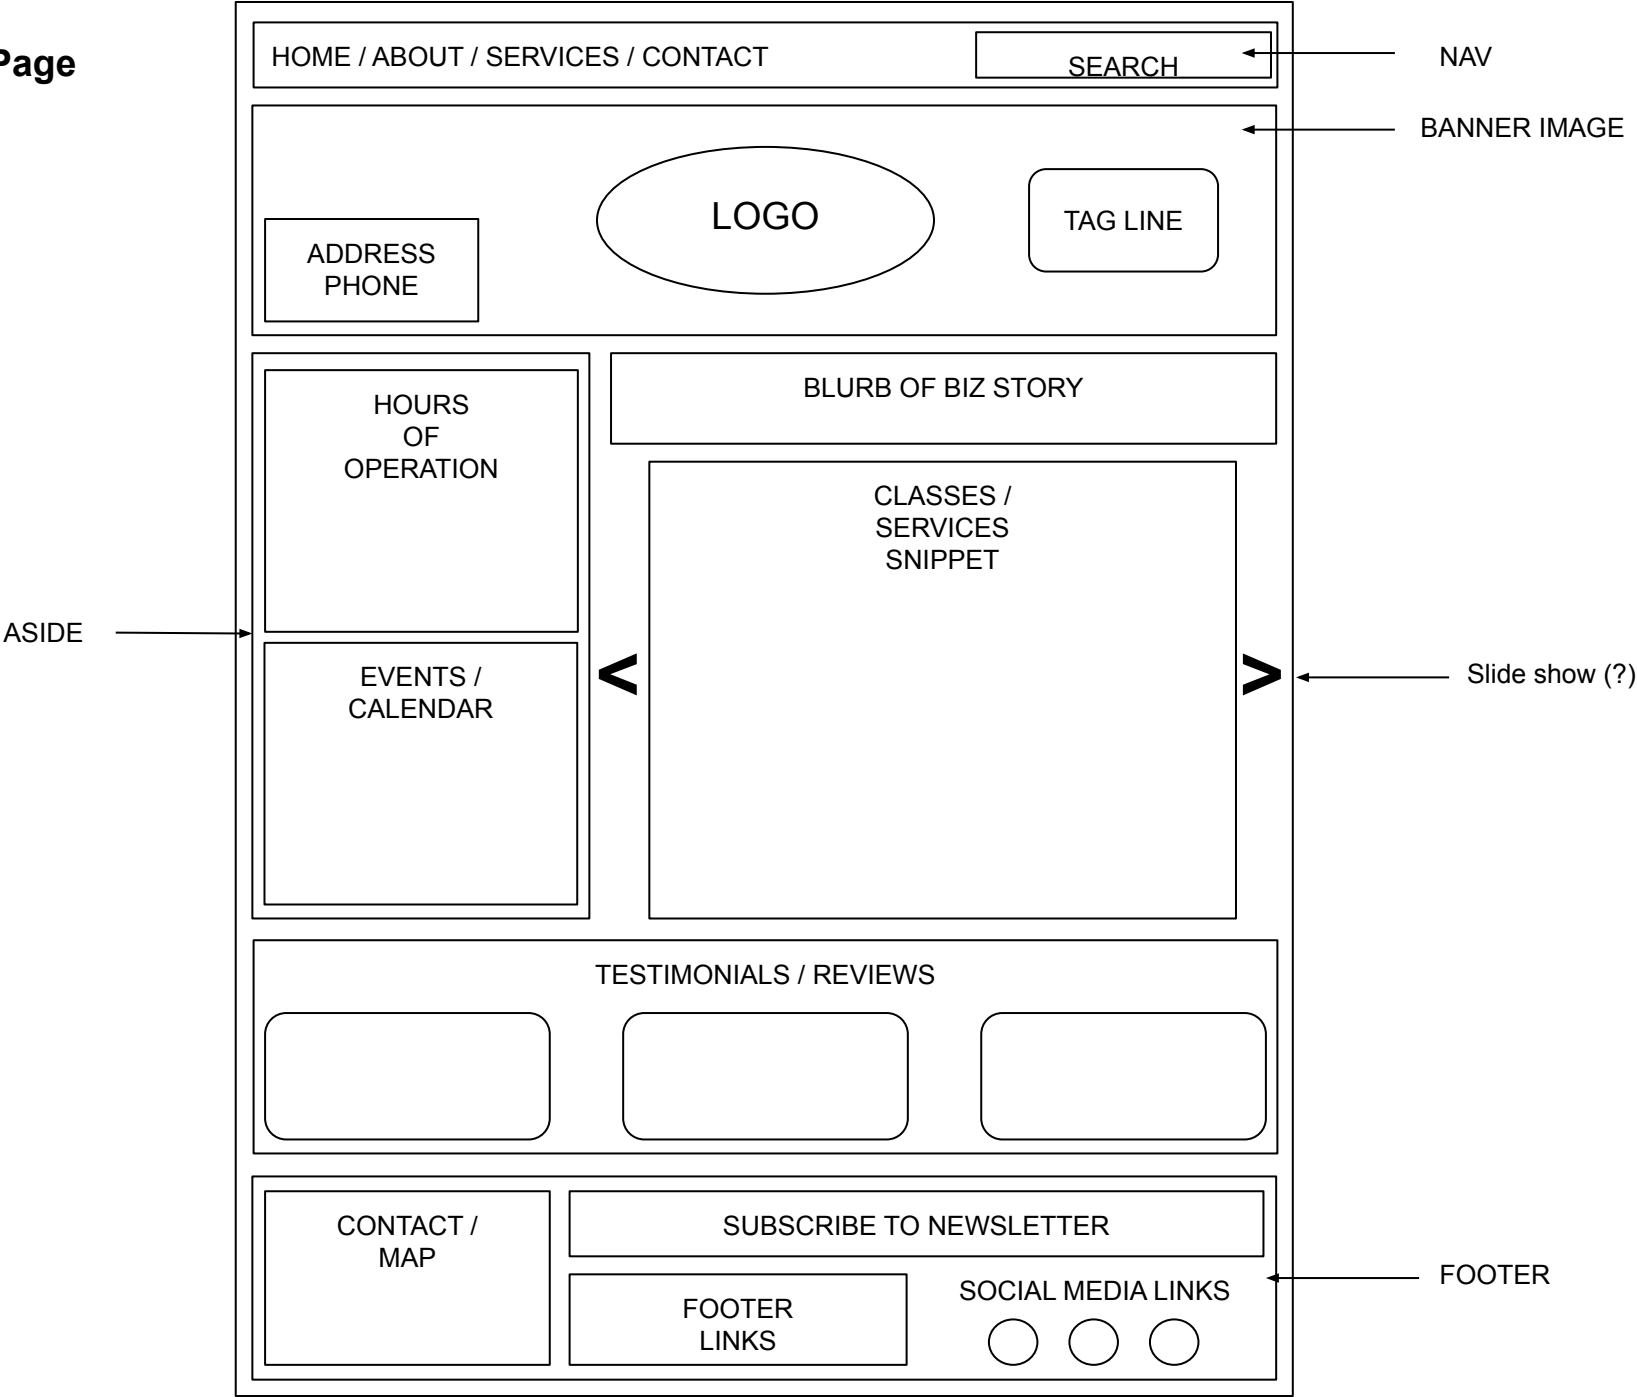 Page
HOME / ABOUT / SERVICES / CONTACT
SEARCH
NAV
BANNER IMAGE
LOGO
TAG LINE
ADDRESS
PHONE
HOURS
OF
OPERATION
BLURB OF BIZ STORY
CLASSES /
SERVICES
SNIPPET
ASIDE
EVENTS /
CALENDAR
<
>
Slide show (?)
TESTIMONIALS / REVIEWS
CONTACT /
MAP
SUBSCRIBE TO NEWSLETTER
FOOTER
LINKS
SOCIAL MEDIA LINKS
FOOTER